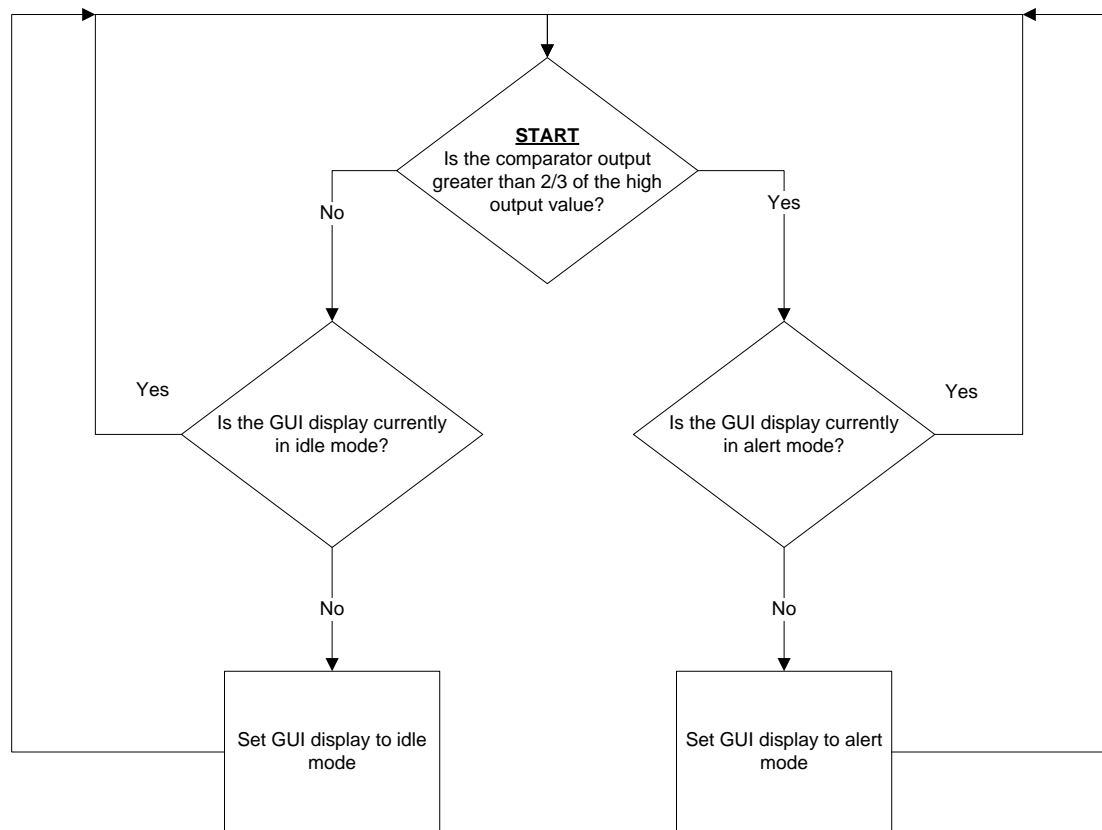 START
Is the comparator output
greater than 2/3 of the high
output value?
No
Yes
Yes
Is the GUI display currently
in idle mode?
Is the GUI display currently
in alert mode?
Yes
No
No
Set GUI display to idle
mode
Set GUI display to alert
mode